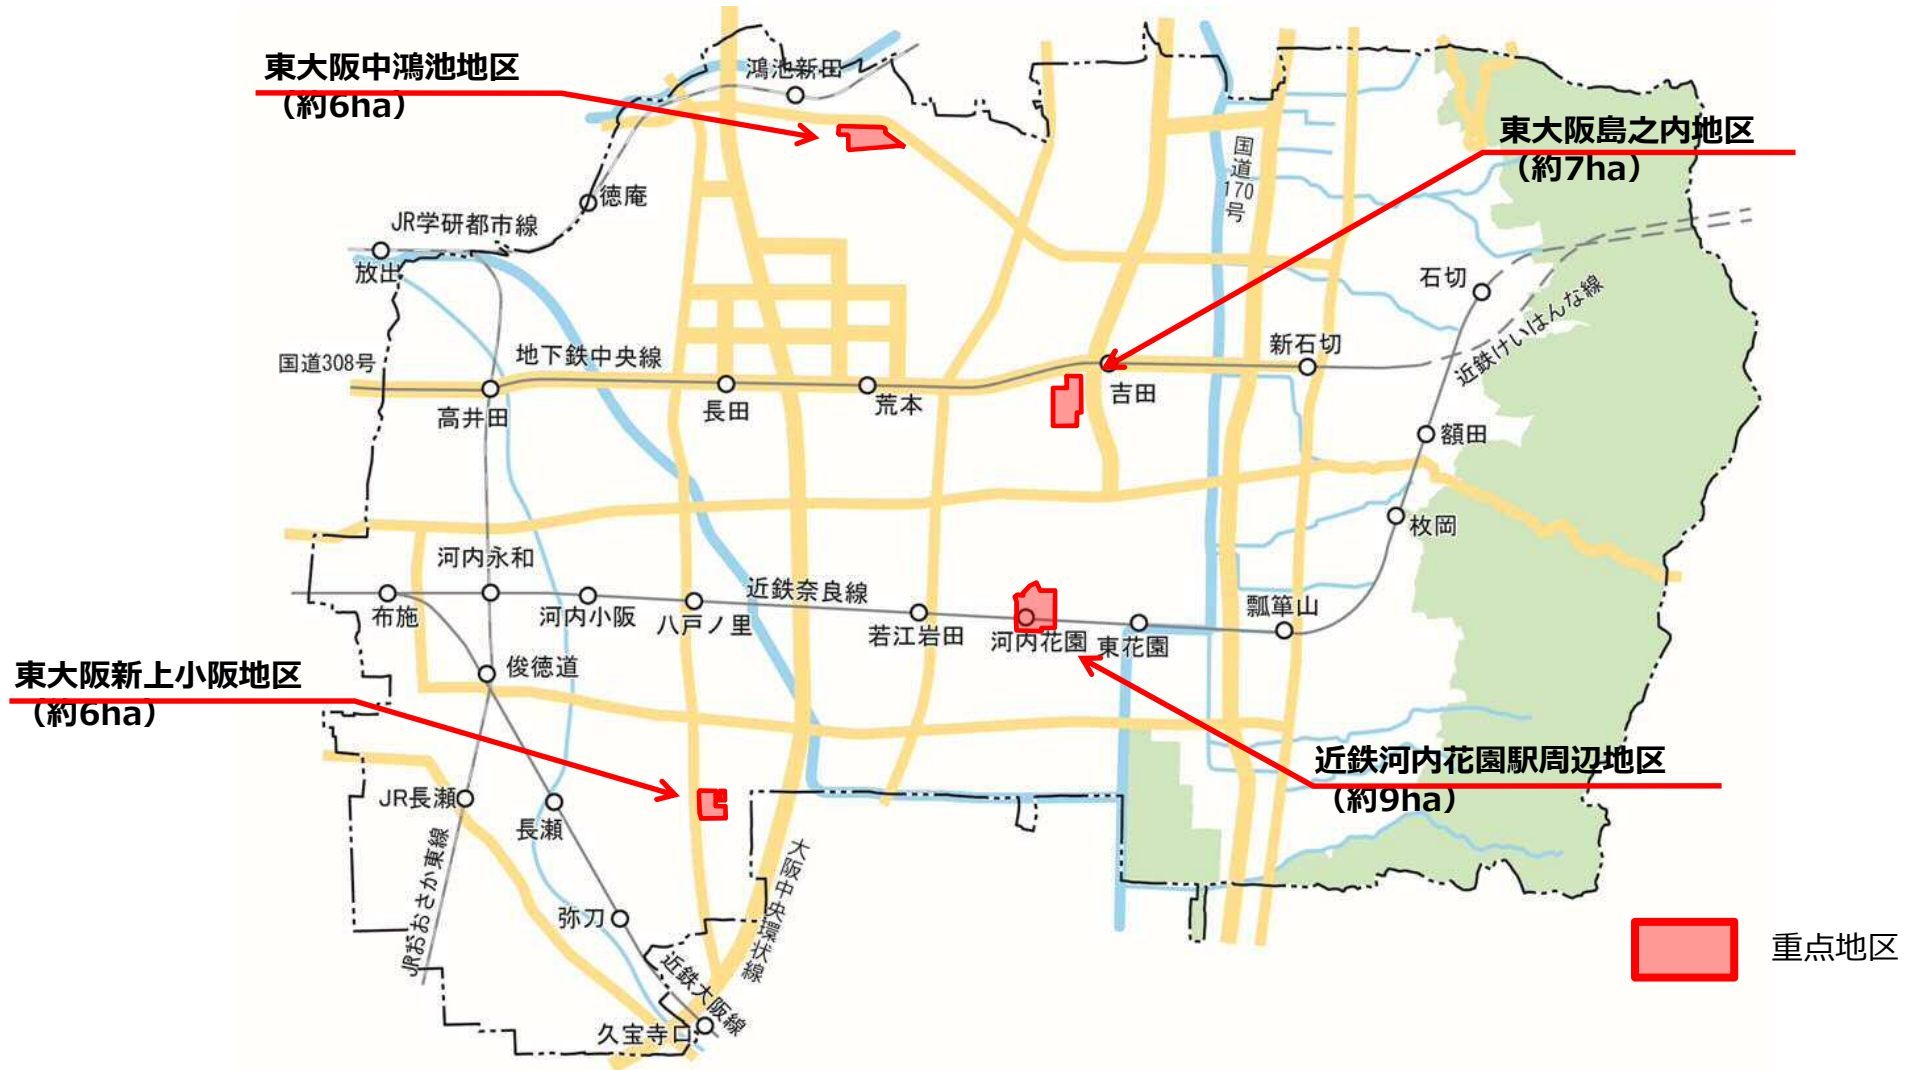 東大阪中鴻池地区
（約6ha）
鴻池新田
東大阪島之内地区
（約7ha）
国道170号
徳庵
JR学研都市線
放出
石切
近鉄けいはんな線
新石切
国道308号
地下鉄中央線
高井田
長田
荒本
吉田
額田
枚岡
河内永和
布施
河内小阪
八戸ノ里
近鉄奈良線
若江岩田
河内花園
東花園
瓢箪山
俊徳道
東大阪新上小阪地区
（約6ha）
近鉄河内花園駅周辺地区
（約9ha）
JR長瀬
長瀬
JRおおさか東線
大阪中央環状線
弥刀
近鉄大阪線
久宝寺口
重点地区